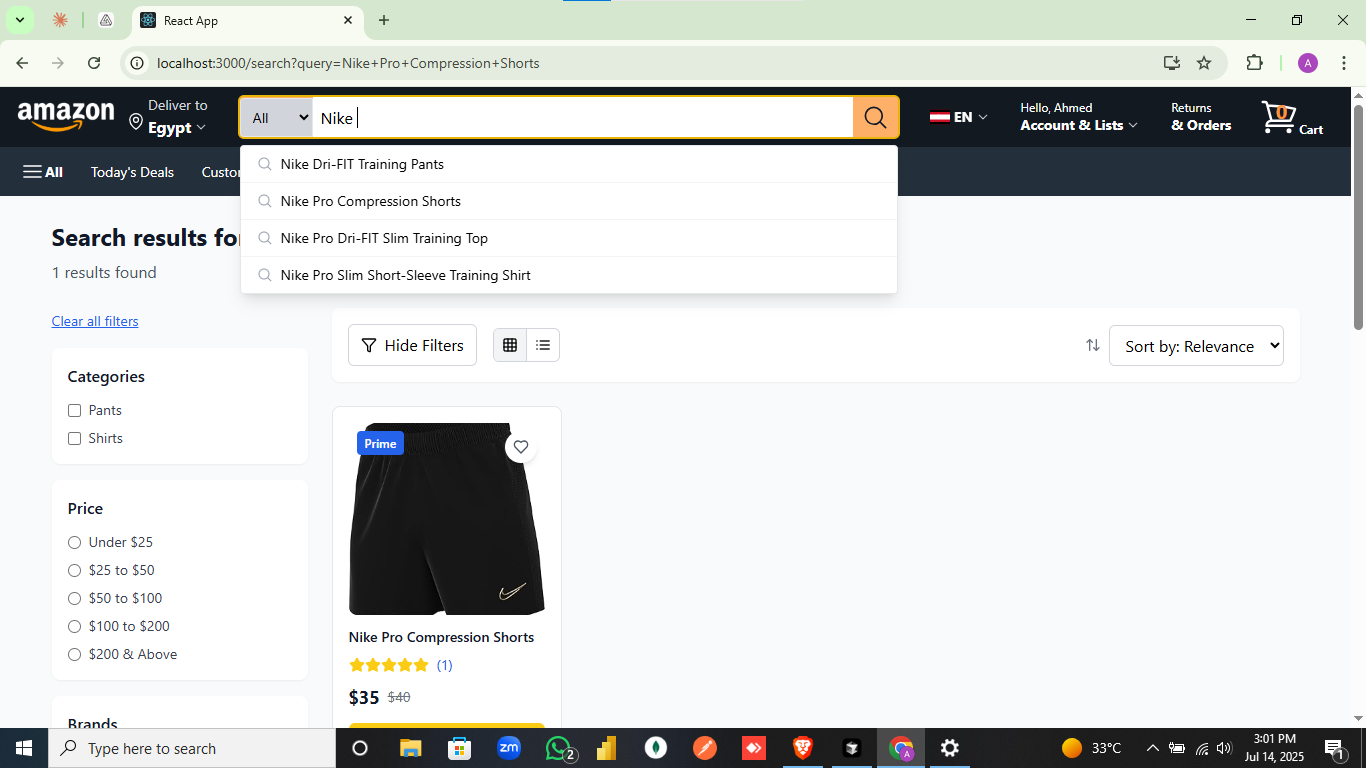 React App
localhost:3000/search?query=Nike+Pro+Compression+Shorts
A
amazon
Deliver to
Egypt
All
Nike
EN
Hello, Ahmed
Account & Lists
Returns
& Orders
0
Cart
All
Today's Deals
Custo
Nike Dri-FIT Training Pants
Nike Pro Compression Shorts
Nike Pro Dri-FIT Slim Training Top
Nike Pro Slim Short-Sleeve Training Shirt
Search results fo
1 results found
Clear all filters
Hide Filters
Sort by: Relevance
Categories
Pants
Shirts
Price
Under $25
$25 to $50
$50 to $100
$100 to $200
$200 & Above
Brands
Prime
Nike Pro Compression Shorts
(1)
$35 $40
Type here to search
zm
2
A
33°C
3:01 PM
Jul 14, 2025
1